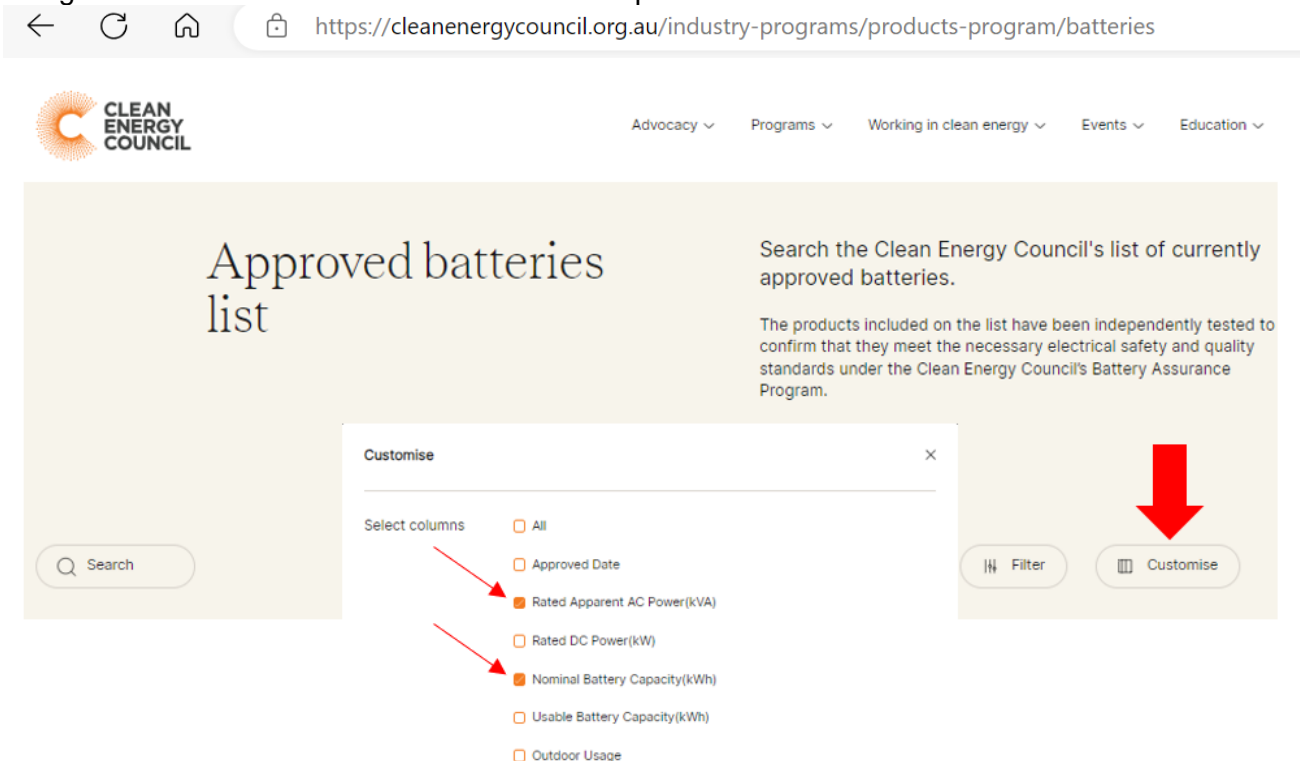 https://cleanenergycouncil.org.au/industry-programs/products-program/batteries
CLEAN
ENERGY
COUNCIL
Advocacy
Programs
Working in clean energy
Events
Education
Approved batteries
list
Search the Clean Energy Council's list of currently
approved batteries.
The products included on the list have been independently tested to
confirm that they meet the necessary electrical safety and quality
standards under the Clean Energy Council's Battery Assurance
Program.
Customise
Select columns
All
Approved Date
Rated Apparent AC Power(kVA)
Rated DC Power(kW)
Nominal Battery Capacity(kWh)
Usable Battery Capacity(kWh)
Outdoor Usage
Search
Filter
Customise